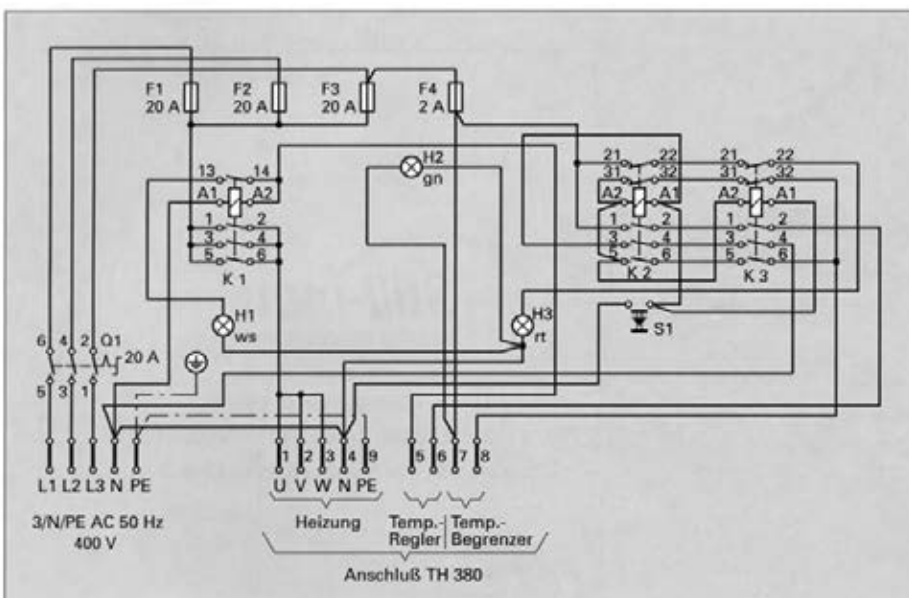 F1 F2 F3 F4
20 A 20 A 20 A 2 A
H2
gn
13 14
A1 A2
1 2
3 4
5 6
K 1
21 22 21 22
31 32 31 32
A2 A1 A2 A1
1 2 1 2
3 4 3 4
5 6 5 6
K 2 K 3
H1
ws
H3
rt
S1
6 4 2 Q1
20 A
5 3 1
1 2 3 4 9 5 6 7 8
L1 L2 L3 N PE U V W N PE
3/N/PE AC 50 Hz
400 V
Heizung
Temp.- Temp.-
Regler Begrenzer
Anschluß TH 380